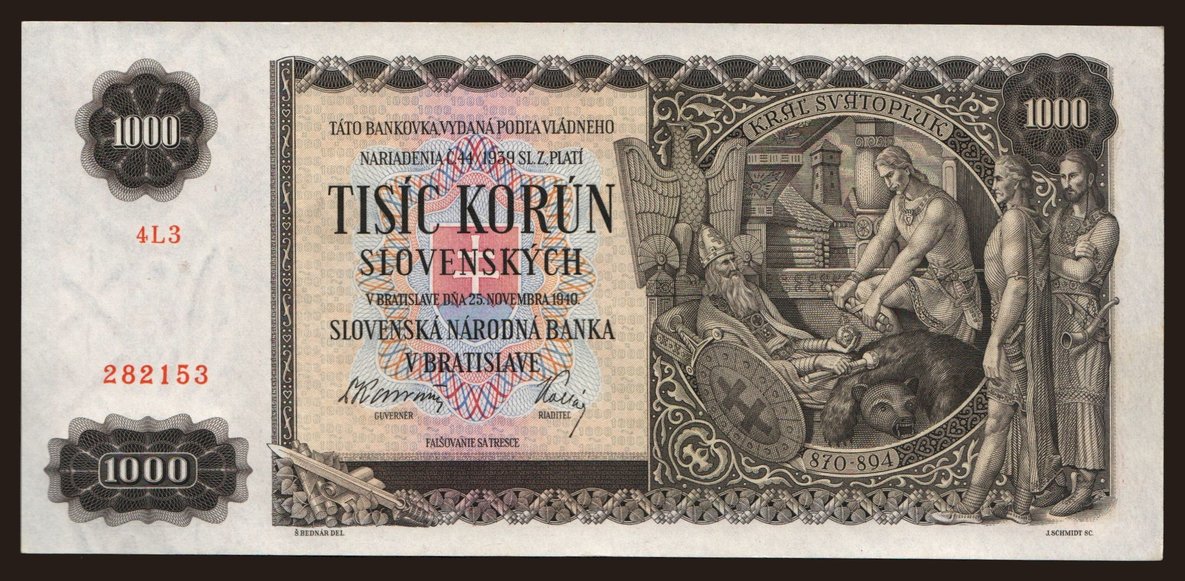 1000
KRÁĽ SVÄTOPLUK
1000
TÁTO BANKOVKA VYDANÁ PODĽA VLÁDNEHO
NARIADENIA Č. 44/1939 SL. Z. PLATÍ
TISÍC KORÚN
SLOVENSKÝCH
4L3
V BRATISLAVE DŇA 25. NOVEMBRA 1940.
SLOVENSKÁ NÁRODNÁ BANKA
V BRATISLAVE
282153
GUVERNÉR RIADITEĽ
FALŠOVANIE SA TRESCE
870-894
1000
Š. BEDNÁR DEL.
J. SCHMIDT SC.